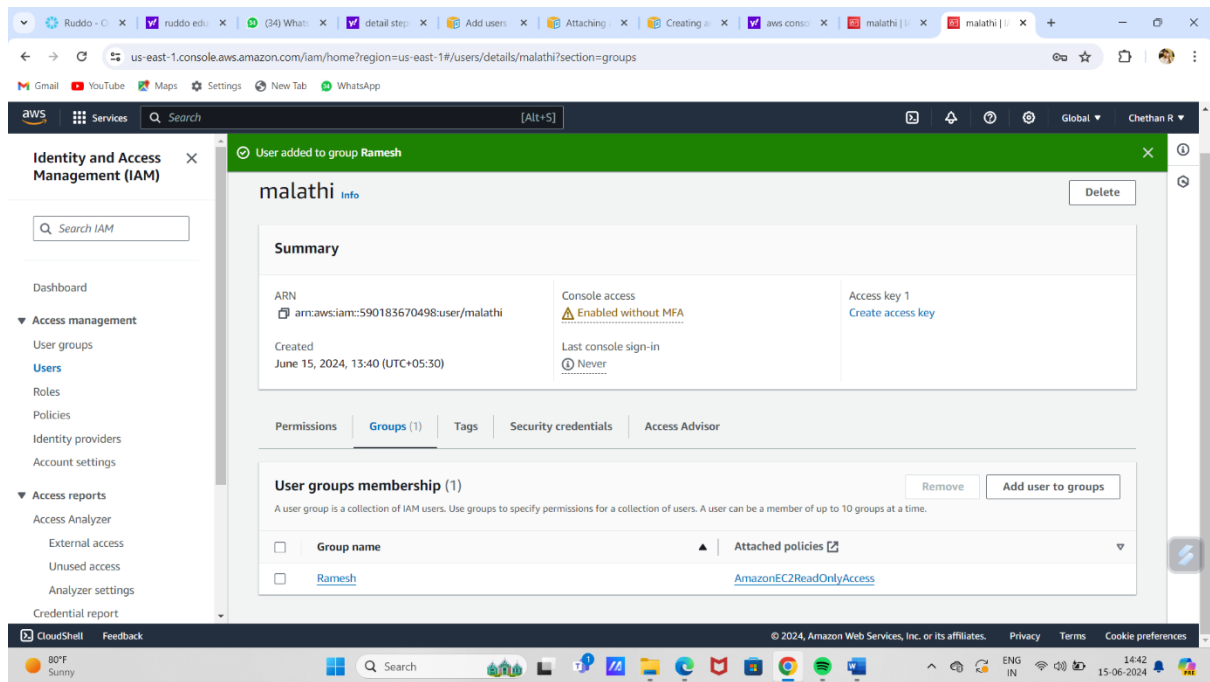 Ruddo - O
ruddo edu
(34) Whats
detail step
Add users
Attaching
Creating ar
aws conso
malathi | I
malathi | I
us-east-1.console.aws.amazon.com/iam/home?region=us-east-1#/users/details/malathi?section=groups
Gmail YouTube Maps Settings New Tab WhatsApp
aws Services Search [Alt+S] Global Chethan R
Identity and Access
Management (IAM)
Search IAM
Dashboard
Access management
User groups
Users
Roles
Policies
Identity providers
Account settings
Access reports
Access Analyzer
External access
Unused access
Analyzer settings
Credential report
User added to group Ramesh
malathi Info
Delete
Summary
ARN
arn:aws:iam::590183670498:user/malathi
Created
June 15, 2024, 13:40 (UTC+05:30)
Console access
Enabled without MFA
Last console sign-in
Never
Access key 1
Create access key
Permissions Groups (1) Tags Security credentials Access Advisor
User groups membership (1)
Remove Add user to groups
A user group is a collection of IAM users. Use groups to specify permissions for a collection of users. A user can be a member of up to 10 groups at a time.
Group name Attached policies
Ramesh AmazonEC2ReadOnlyAccess
CloudShell Feedback © 2024, Amazon Web Services, Inc. or its affiliates. Privacy Terms Cookie preferences
80°F
Sunny
Search
ENG
IN
14:42
15-06-2024